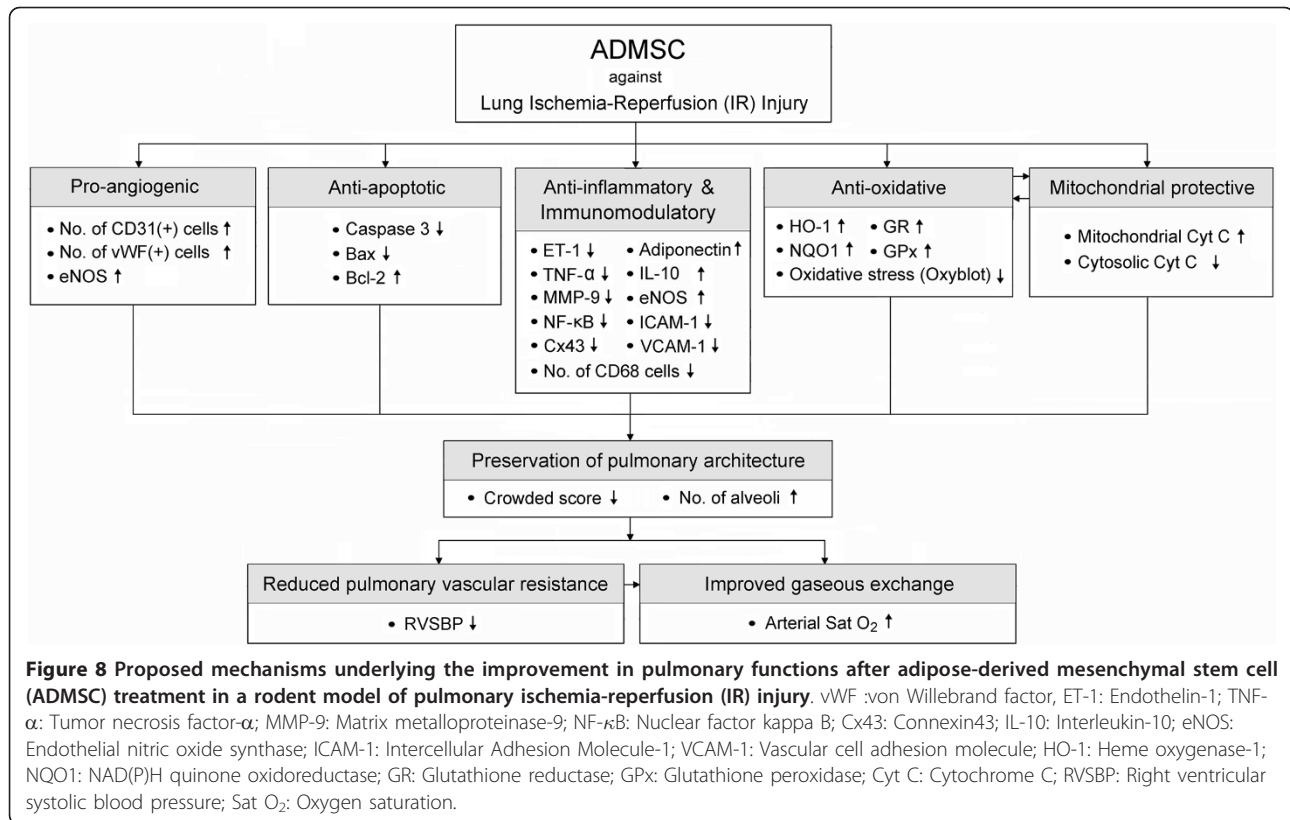 ADMSC
against
Lung Ischemia-Reperfusion (IR) Injury
Pro-angiogenic
• No. of CD31(+) cells ↑
• No. of vWF(+) cells ↑
• eNOS ↑
Anti-apoptotic
• Caspase 3 ↓
• Bax ↓
• Bcl-2 ↑
Anti-inflammatory &
Immunomodulatory
• ET-1 ↓ • Adiponectin ↑
• TNF-α ↓ • IL-10 ↑
• MMP-9 ↓ • eNOS ↑
• NF-κB ↓ • ICAM-1 ↓
• Cx43 ↓ • VCAM-1 ↓
• No. of CD68 cells ↓
Anti-oxidative
• HO-1 ↑ • GR ↑
• NQO1 ↑ • GPx ↑
• Oxidative stress (Oxyblot) ↓
Mitochondrial protective
• Mitochondrial Cyt C ↑
• Cytosolic Cyt C ↓
Preservation of pulmonary architecture
• Crowded score ↓ • No. of alveoli ↑
Reduced pulmonary vascular resistance
• RVSBP ↓
Improved gaseous exchange
• Arterial Sat O₂ ↑
Figure 8 Proposed mechanisms underlying the improvement in pulmonary functions after adipose-derived mesenchymal stem cell
(ADMSC) treatment in a rodent model of pulmonary ischemia-reperfusion (IR) injury. vWF :von Willebrand factor, ET-1: Endothelin-1; TNF-
α: Tumor necrosis factor-α; MMP-9: Matrix metalloproteinase-9; NF-κB: Nuclear factor kappa B; Cx43: Connexin43; IL-10: Interleukin-10; eNOS:
Endothelial nitric oxide synthase; ICAM-1: Intercellular Adhesion Molecule-1; VCAM-1: Vascular cell adhesion molecule; HO-1: Heme oxygenase-1;
NQO1: NAD(P)H quinone oxidoreductase; GR: Glutathione reductase; GPx: Glutathione peroxidase; Cyt C: Cytochrome C; RVSBP: Right ventricular
systolic blood pressure; Sat O₂: Oxygen saturation.